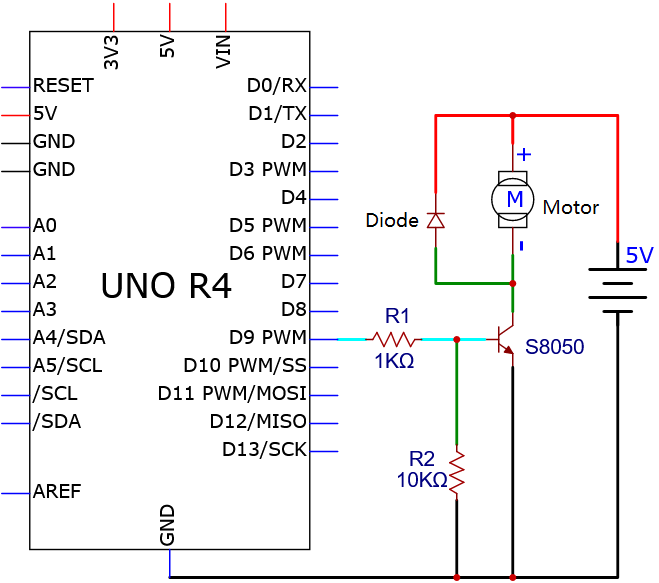 3V3
5V
VIN
RESET
5V
GND
GND
A0
A1
A2
A3
A4/SDA
A5/SCL
/SCL
/SDA
AREF
UNO R4
D0/RX
D1/TX
D2
D3 PWM
D4
D5 PWM
D6 PWM
D7
D8
D9 PWM
D10 PWM/SS
D11 PWM/MOSI
D12/MISO
D13/SCK
GND
R1
1KΩ
R2
10KΩ
Diode
+
M
-
Motor
S8050
5V